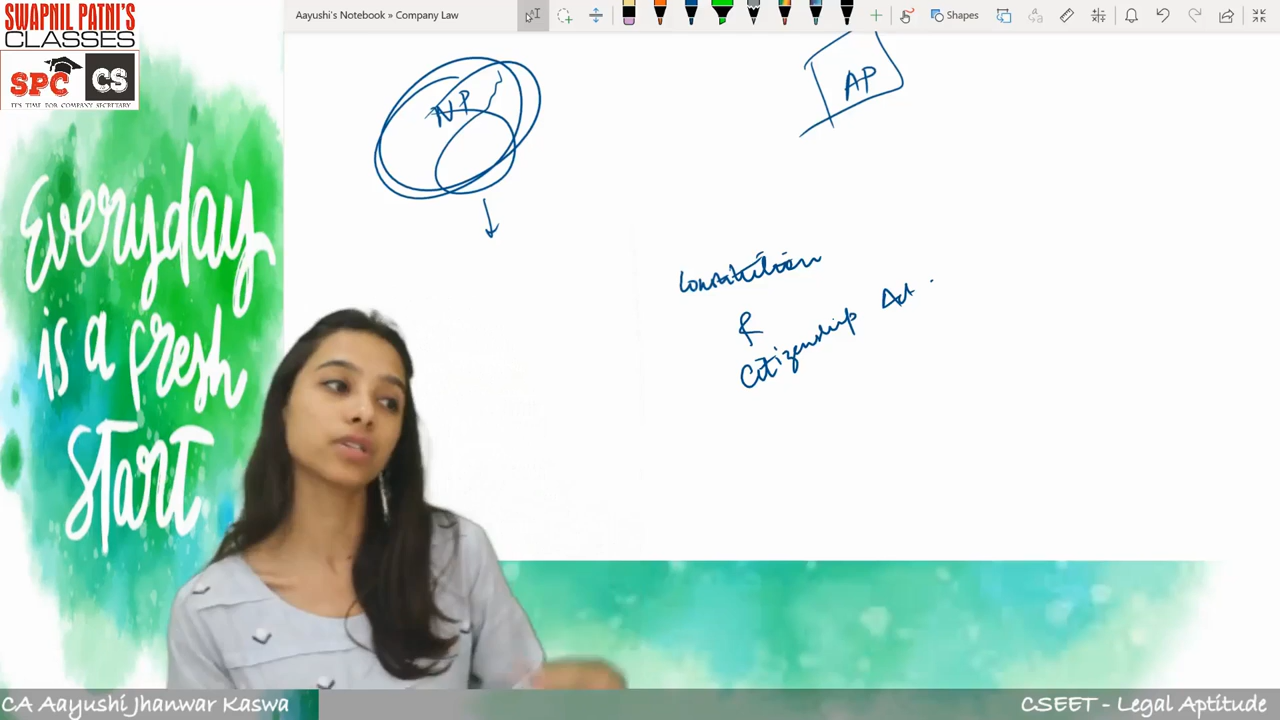 SWAPNIL PATNI'S
CLASSES
SPC CS
IT'S TIME FOR COMPANY SECRETARY
Aayushi's Notebook » Company Law
Shapes
NP
AP
Constitution
&
Citizenship Act.
Everyday
is a
fresh
Start
CA Aayushi Jhanwar Kaswa
CSEET - Legal Aptitude